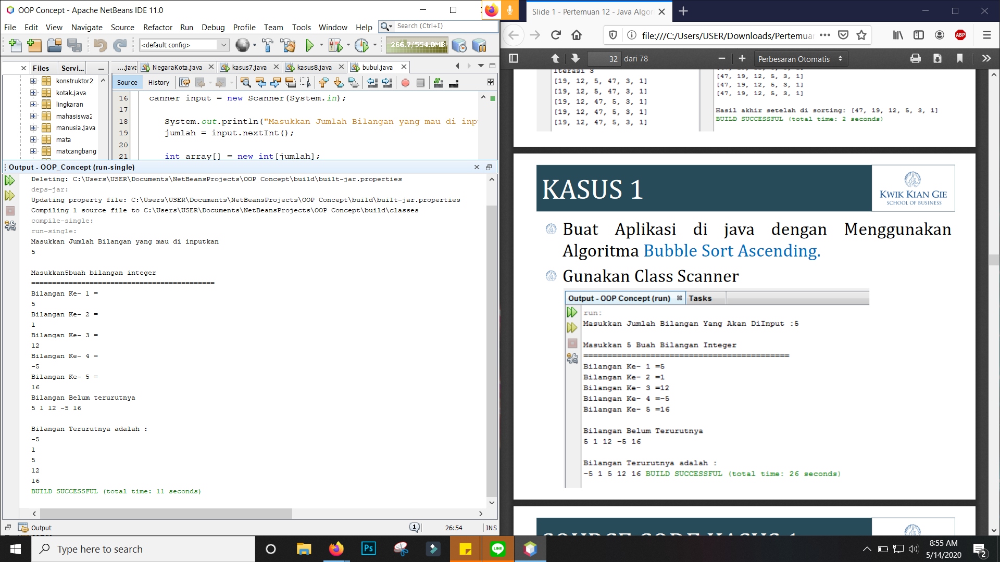 OOP Concept - Apache NetBeans IDE 11.0
File Edit View Navigate Source Refactor Run Debug Profile Team Tools Window Help
Search (Ctrl+I)
<default config>
266.7/554.0MB
Files
Servi...
konstruktor2
kotak.java
lingkaran
mahasiswa2
manusia.java
mata
matcangbang
....java
NegaraKota.java
kasus7.java
kasus8.java
bubul.java
Source History
16 canner input = new Scanner(System.in);
17
18 System.out.println("Masukkan Jumlah Bilangan yang mau di inp
19 jumlah = input.nextInt();
20
21 int array[] = new int[jumlah];
Output - OOP_Concept (run-single)
Deleting: C:\Users\USER\Documents\NetBeansProjects\OOP Concept\build\built-jar.properties
deps-jar:
Updating property file: C:\Users\USER\Documents\NetBeansProjects\OOP Concept\build\built-jar.properties
Compiling 1 source file to C:\Users\USER\Documents\NetBeansProjects\OOP Concept\build\classes
compile-single:
run-single:
Masukkan Jumlah Bilangan yang mau di inputkan
5
Masukkan5buah bilangan integer
============================================
Bilangan Ke- 1 =
5
Bilangan Ke- 2 =
1
Bilangan Ke- 3 =
12
Bilangan Ke- 4 =
-5
Bilangan Ke- 5 =
16
Bilangan Belum terurutnya
5 1 12 -5 16
Bilangan Terurutnya adalah :
-5
1
5
12
16
BUILD SUCCESSFUL (total time: 11 seconds)
Output
1
26:54
INS
Slide 1 - Pertemuan 12 - Java Algor
file:///C:/Users/USER/Downloads/Pertemuan
ABP
32 dari 78
Perbesaran Otomatis
Iterasi 3
[19, 12, 5, 47, 3, 1]
[19, 12, 5, 47, 3, 1]
[19, 12, 47, 5, 3, 1]
[19, 12, 47, 5, 3, 1]
[19, 12, 47, 5, 3, 1]
[47, 19, 12, 5, 3, 1]
[47, 19, 12, 5, 3, 1]
[47, 19, 12, 5, 3, 1]
[47, 19, 12, 5, 3, 1]
Hasil akhir setelah di sorting: [47, 19, 12, 5, 3, 1]
BUILD SUCCESSFUL (total time: 2 seconds)
KASUS 1
KWIK KIAN GIE
SCHOOL OF BUSINESS
Buat Aplikasi di java dengan Menggunakan
Algoritma Bubble Sort Ascending.
Gunakan Class Scanner
Output - OOP Concept (run)
Tasks
run:
Masukkan Jumlah Bilangan Yang Akan DiInput :5
Masukkan 5 Buah Bilangan Integer
===========================================
Bilangan Ke- 1 =5
Bilangan Ke- 2 =1
Bilangan Ke- 3 =12
Bilangan Ke- 4 =-5
Bilangan Ke- 5 =16
Bilangan Belum Terurutnya
5 1 12 -5 16
Bilangan Terurutnya adalah :
-5 1 5 12 16 BUILD SUCCESSFUL (total time: 26 seconds)
SOURCE CODE KASUS 1
Type here to search
Ps
LINE
8:55 AM
5/14/2020
2